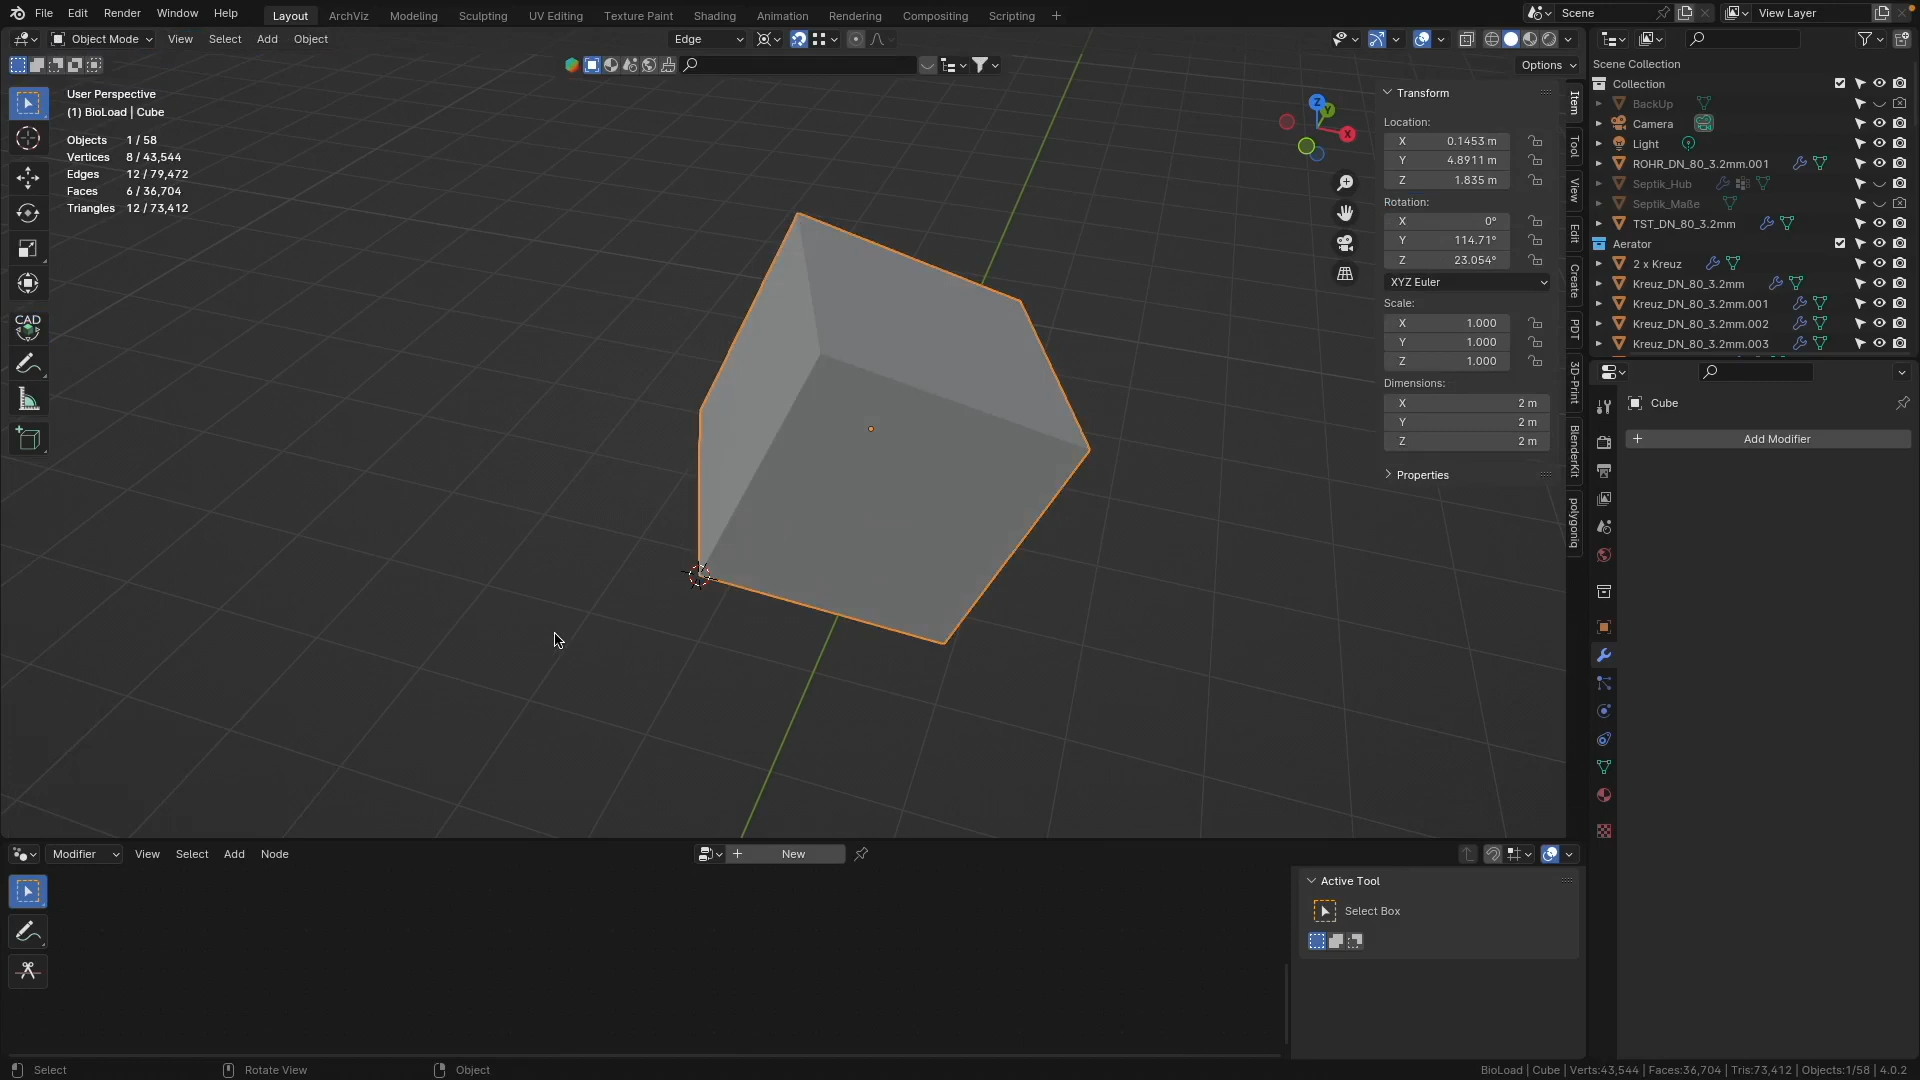 File Edit Render Window Help Layout ArchViz Modeling Sculpting UV Editing Texture Paint Shading Animation Rendering Compositing Scripting + Scene View Layer
Object Mode View Select Add Object Edge
Options
User Perspective
(1) BioLoad | Cube
Objects 1 / 58
Vertices 8 / 43,544
Edges 12 / 79,472
Faces 6 / 36,704
Triangles 12 / 73,412
CAD
Z
Y
X
Transform
Location:
X 0.1453 m
Y 4.8911 m
Z 1.835 m
Rotation:
X 0°
Y 114.71°
Z 23.054°
XYZ Euler
Scale:
X 1.000
Y 1.000
Z 1.000
Dimensions:
X 2 m
Y 2 m
Z 2 m
Properties
Item
Tool
View
Edit
Create
PDT
3D-Print
BlenderKit
polygoniq
Scene Collection
Collection
BackUp
Camera
Light
ROHR_DN_80_3.2mm.001
Septik_Hub
Septik_Maße
TST_DN_80_3.2mm
Aerator
2 x Kreuz
Kreuz_DN_80_3.2mm
Kreuz_DN_80_3.2mm.001
Kreuz_DN_80_3.2mm.002
Kreuz_DN_80_3.2mm.003
Cube
+ Add Modifier
Modifier View Select Add Node + New
Active Tool
Select Box
Select Rotate View Object BioLoad | Cube | Verts:43,544 | Faces:36,704 | Tris:73,412 | Objects:1/58 | 4.0.2